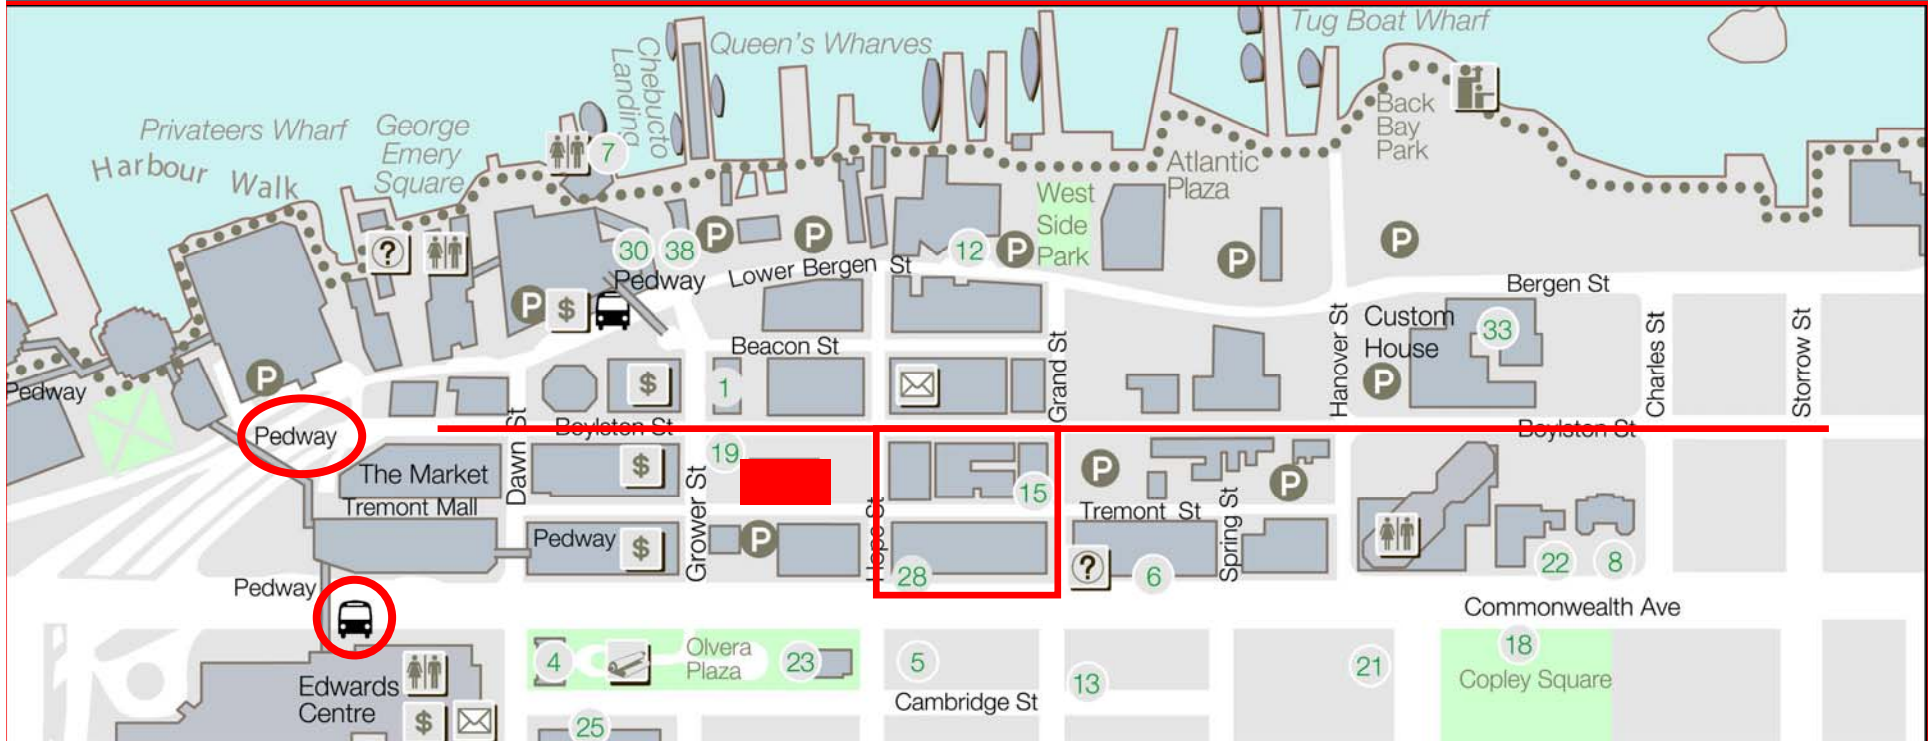 Tug Boat Wharf
Queen's Wharves
Chebucto
Landing
Privateers Wharf
George
Emery
Square
Harbour Walk
7
Back
Bay
Park
Atlantic
Plaza
West
Side
Park
?
30
38
P
P
12
P
P
P
Pedway
Lower Bergen St
Bergen St
P
$
Custom
House
33
Hanover St
Charles St
Storrow St
Grand St
Beacon St
P
$
1
P
Pedway
Dawn St
Boylston St
Boylston St
Pedway
The Market
$
19
P
P
15
Grower St
Hope St
Tremont Mall
Tremont St
Spring St
Pedway
$
P
28
?
6
22
8
Pedway
Commonwealth Ave
4
Olvera
Plaza
23
5
13
21
18
Copley Square
Edwards
Centre
$
Cambridge St
25